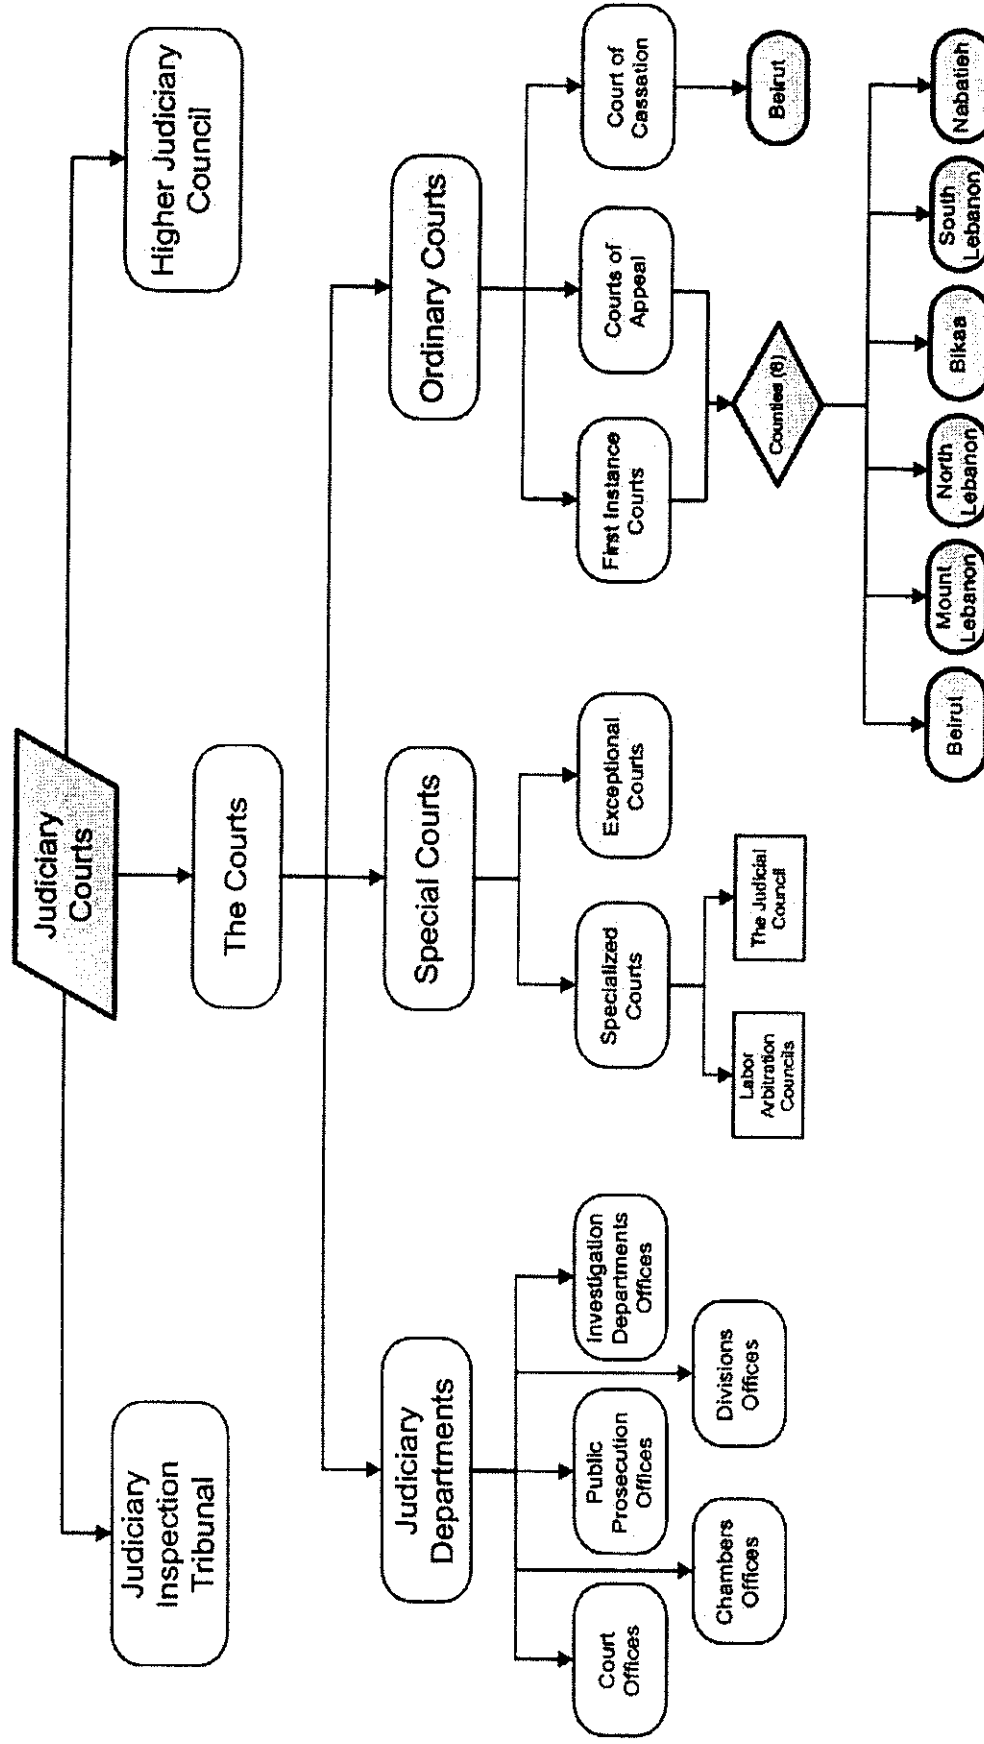 Judiciary
Courts
Judiciary
Inspection
Tribunal
The Courts
Higher Judiciary
Council
Judiciary
Departments
Special Courts
Ordinary Courts
Court
Offices
Public
Prosecution
Offices
Investigation
Departments
Offices
Chambers
Offices
Divisions
Offices
Specialized
Courts
Exceptional
Courts
Labor
Arbitration
Councils
The Judicial
Council
First Instance
Courts
Courts of
Appeal
Court of
Cassation
Counties (6)
Beirut
Beirut
Mount
Lebanon
North
Lebanon
Bikaa
South
Lebanon
Nabatieh